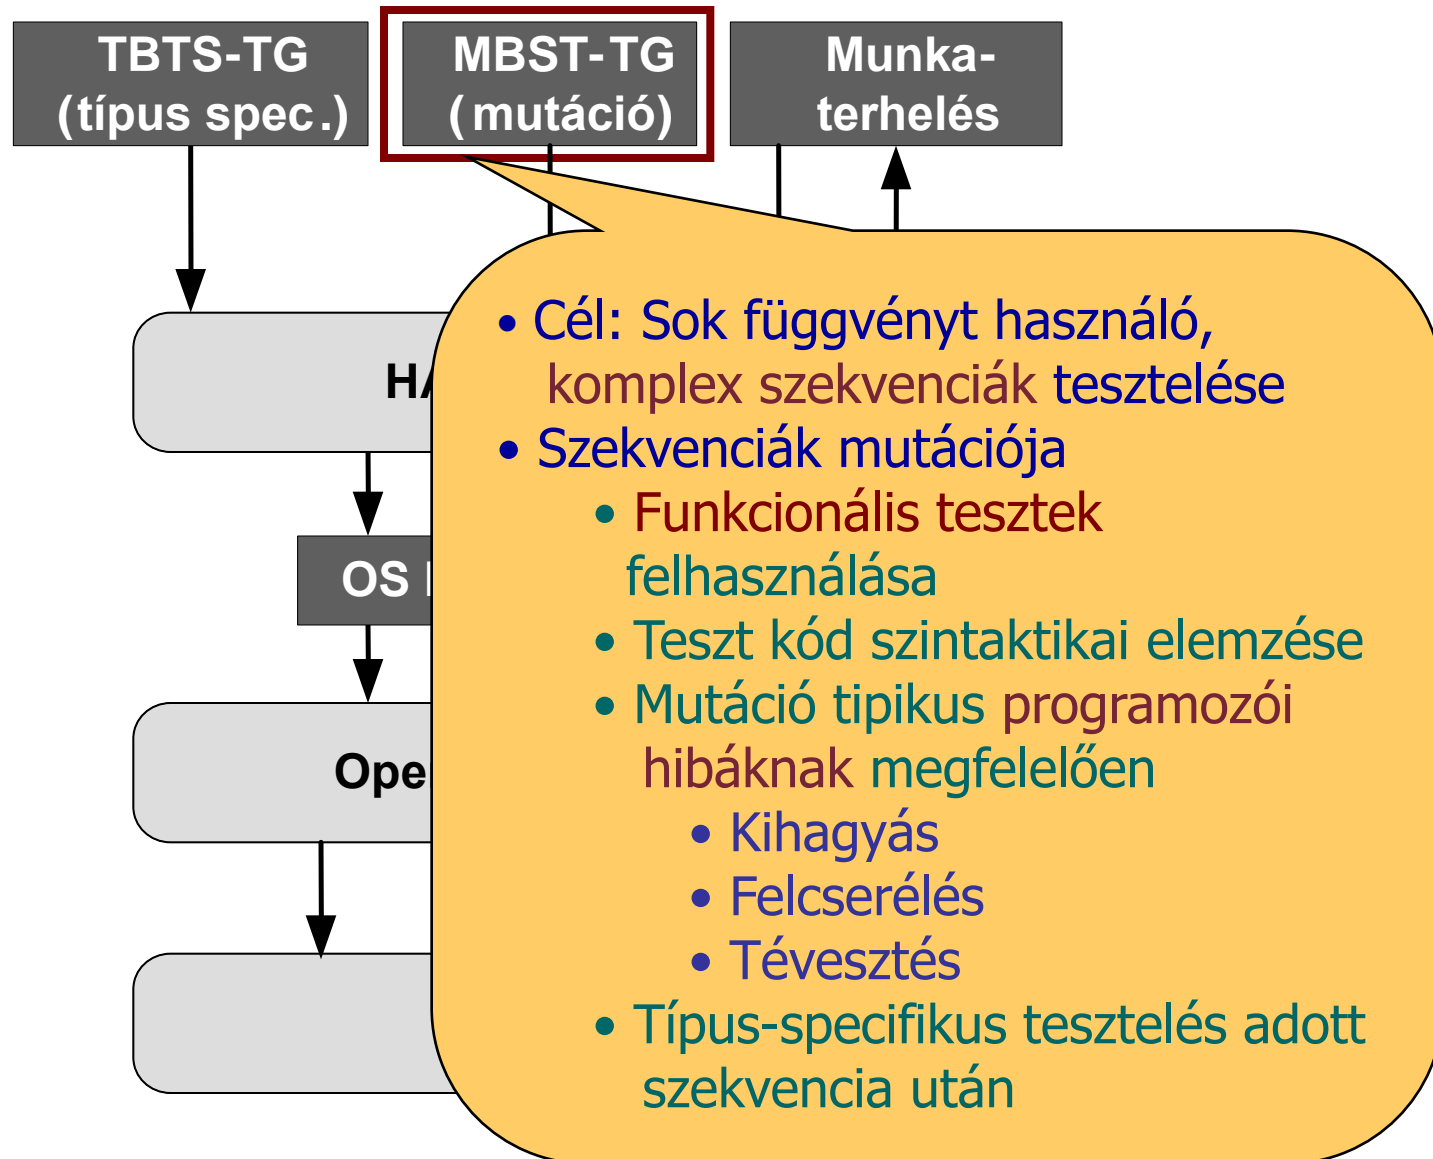 TBTS-TG
(típus spec.)
MBST-TG
(mutáció)
Munka-
terhelés
• Cél: Sok függvényt használó,
komplex szekvenciák tesztelése
• Szekvenciák mutációja
• Funkcionális tesztek
felhasználása
• Teszt kód szintaktikai elemzése
• Mutáció tipikus programozói
hibáknak megfelelően
• Kihagyás
• Felcserélés
• Tévesztés
• Típus-specifikus tesztelés adott
szekvencia után
OS